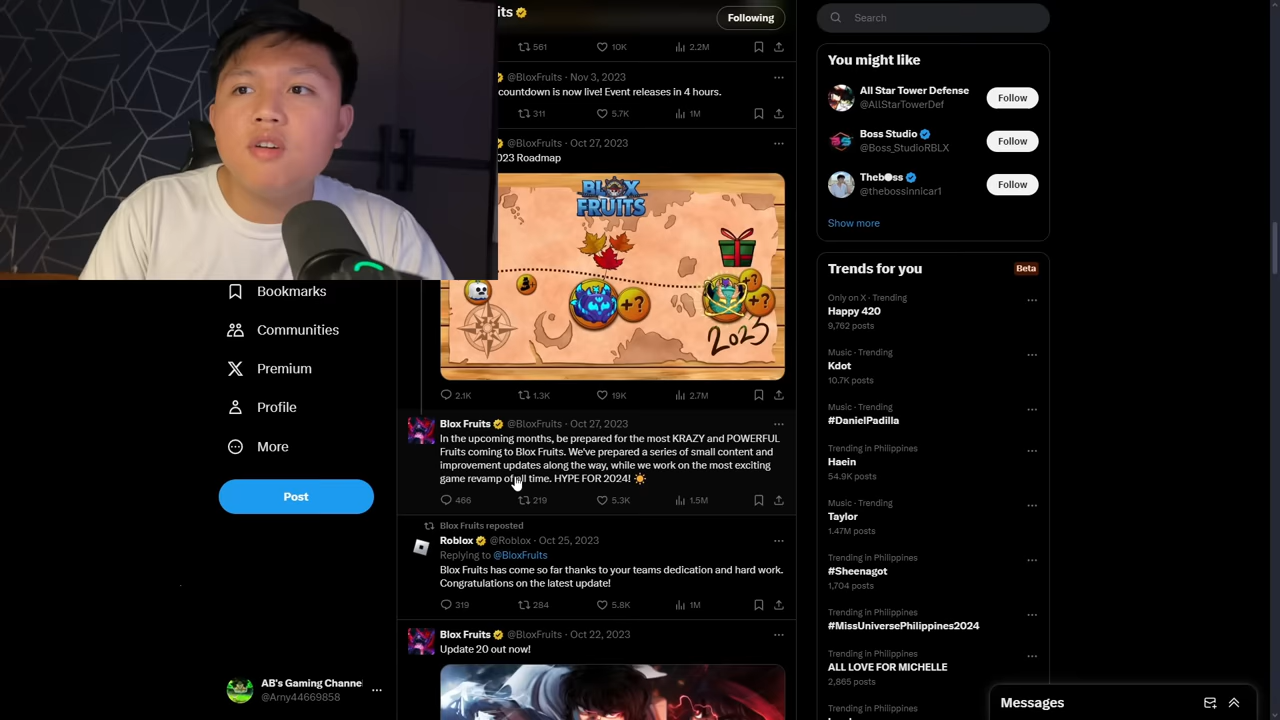 its
Following
561 10K 2.2M
@BloxFruits · Nov 3, 2023
countdown is now live! Event releases in 4 hours.
311 5.7K 1M
@BloxFruits · Oct 27, 2023
023 Roadmap
BLOX
FRUITS
+? +?
+?
2023
2.1K 1.3K 19K 2.7M
Blox Fruits @BloxFruits · Oct 27, 2023
In the upcoming months, be prepared for the most KRAZY and POWERFUL
Fruits coming to Blox Fruits. We've prepared a series of small content and
improvement updates along the way, while we work on the most exciting
game revamp of all time. HYPE FOR 2024! ☀️
466 219 5.3K 1.5M
Blox Fruits reposted
Roblox @Roblox · Oct 25, 2023
Replying to @BloxFruits
Blox Fruits has come so far thanks to your teams dedication and hard work.
Congratulations on the latest update!
319 284 5.8K 1M
Blox Fruits @BloxFruits · Oct 22, 2023
Update 20 out now!
Bookmarks
Communities
Premium
Profile
More
Post
AB's Gaming Channe
@Arny44669858
Search
You might like
All Star Tower Defense
@AllStarTowerDef
Follow
Boss Studio
@Boss_StudioRBLX
Follow
@thebossinnicar1
Follow
Show more
Trends for you
Beta
Only on X · Trending
Happy 420
9,762 posts
Music · Trending
Kdot
10.7K posts
Music · Trending
#DanielPadilla
Trending in Philippines
Haein
54.9K posts
Music · Trending
Taylor
1.47M posts
Trending in Philippines
#Sheenagot
1,704 posts
Trending in Philippines
#MissUniversePhilippines2024
Trending in Philippines
ALL LOVE FOR MICHELLE
2,865 posts
Trending in Philippines
Messages